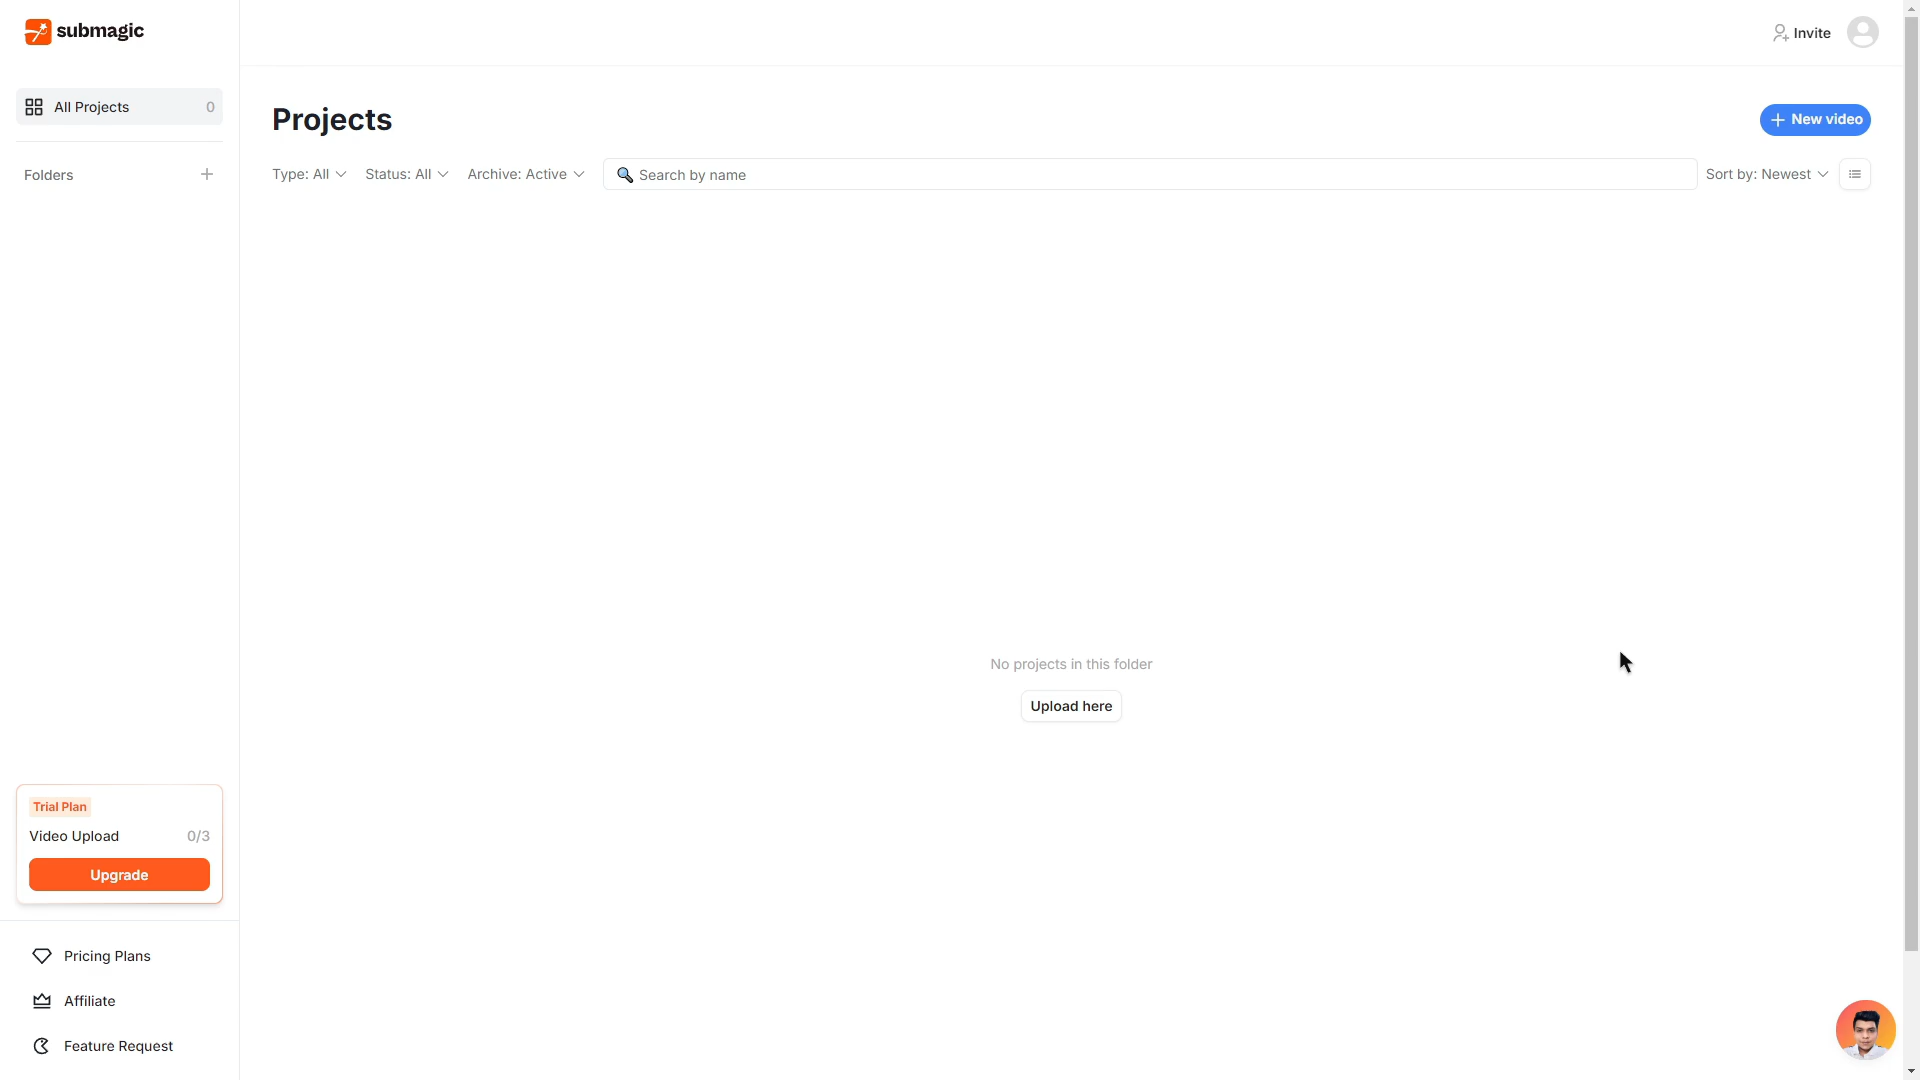 submagic
Invite
All Projects 0
Projects
New video
Folders
Type: All
Status: All
Archive: Active
Search by name
Sort by: Newest
No projects in this folder
Upload here
Trial Plan
Video Upload 0/3
Upgrade
Pricing Plans
Affiliate
Feature Request